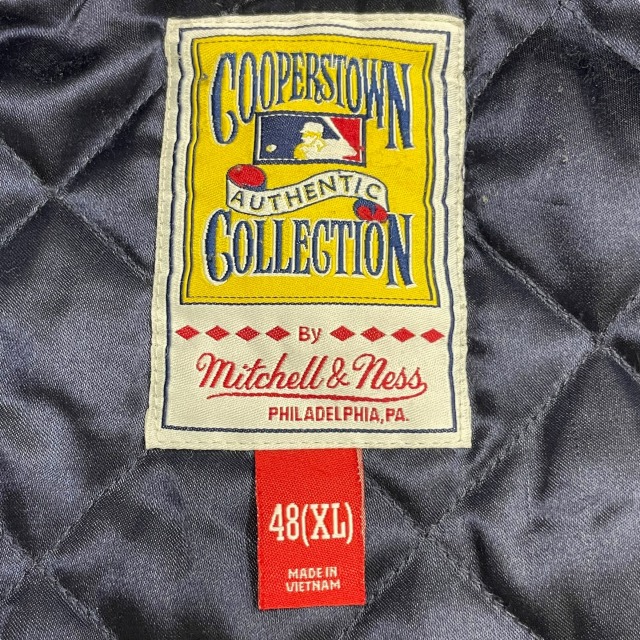 COOPERSTOWN
AUTHENTIC
COLLECTION
By
Mitchell & Ness
PHILADELPHIA, PA.
48(XL)
MADE IN
VIETNAM